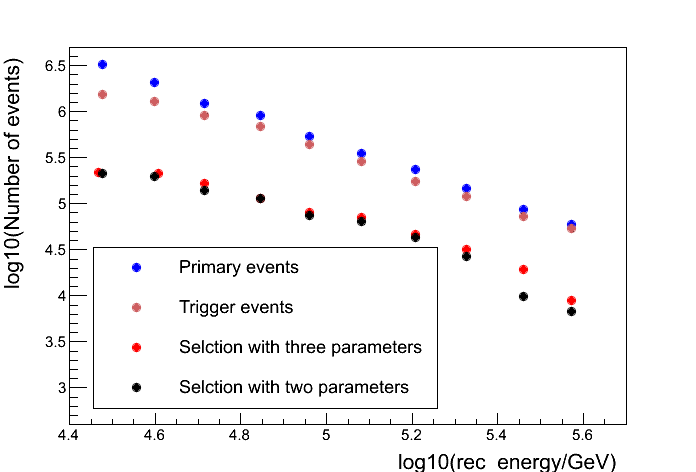 log10(Number of events)
6.5
6
5.5
5
4.5
4
3.5
3
Primary events
Trigger events
Selction with three parameters
Selction with two parameters
4.4 4.6 4.8 5 5.2 5.4 5.6
log10(rec_energy/GeV)